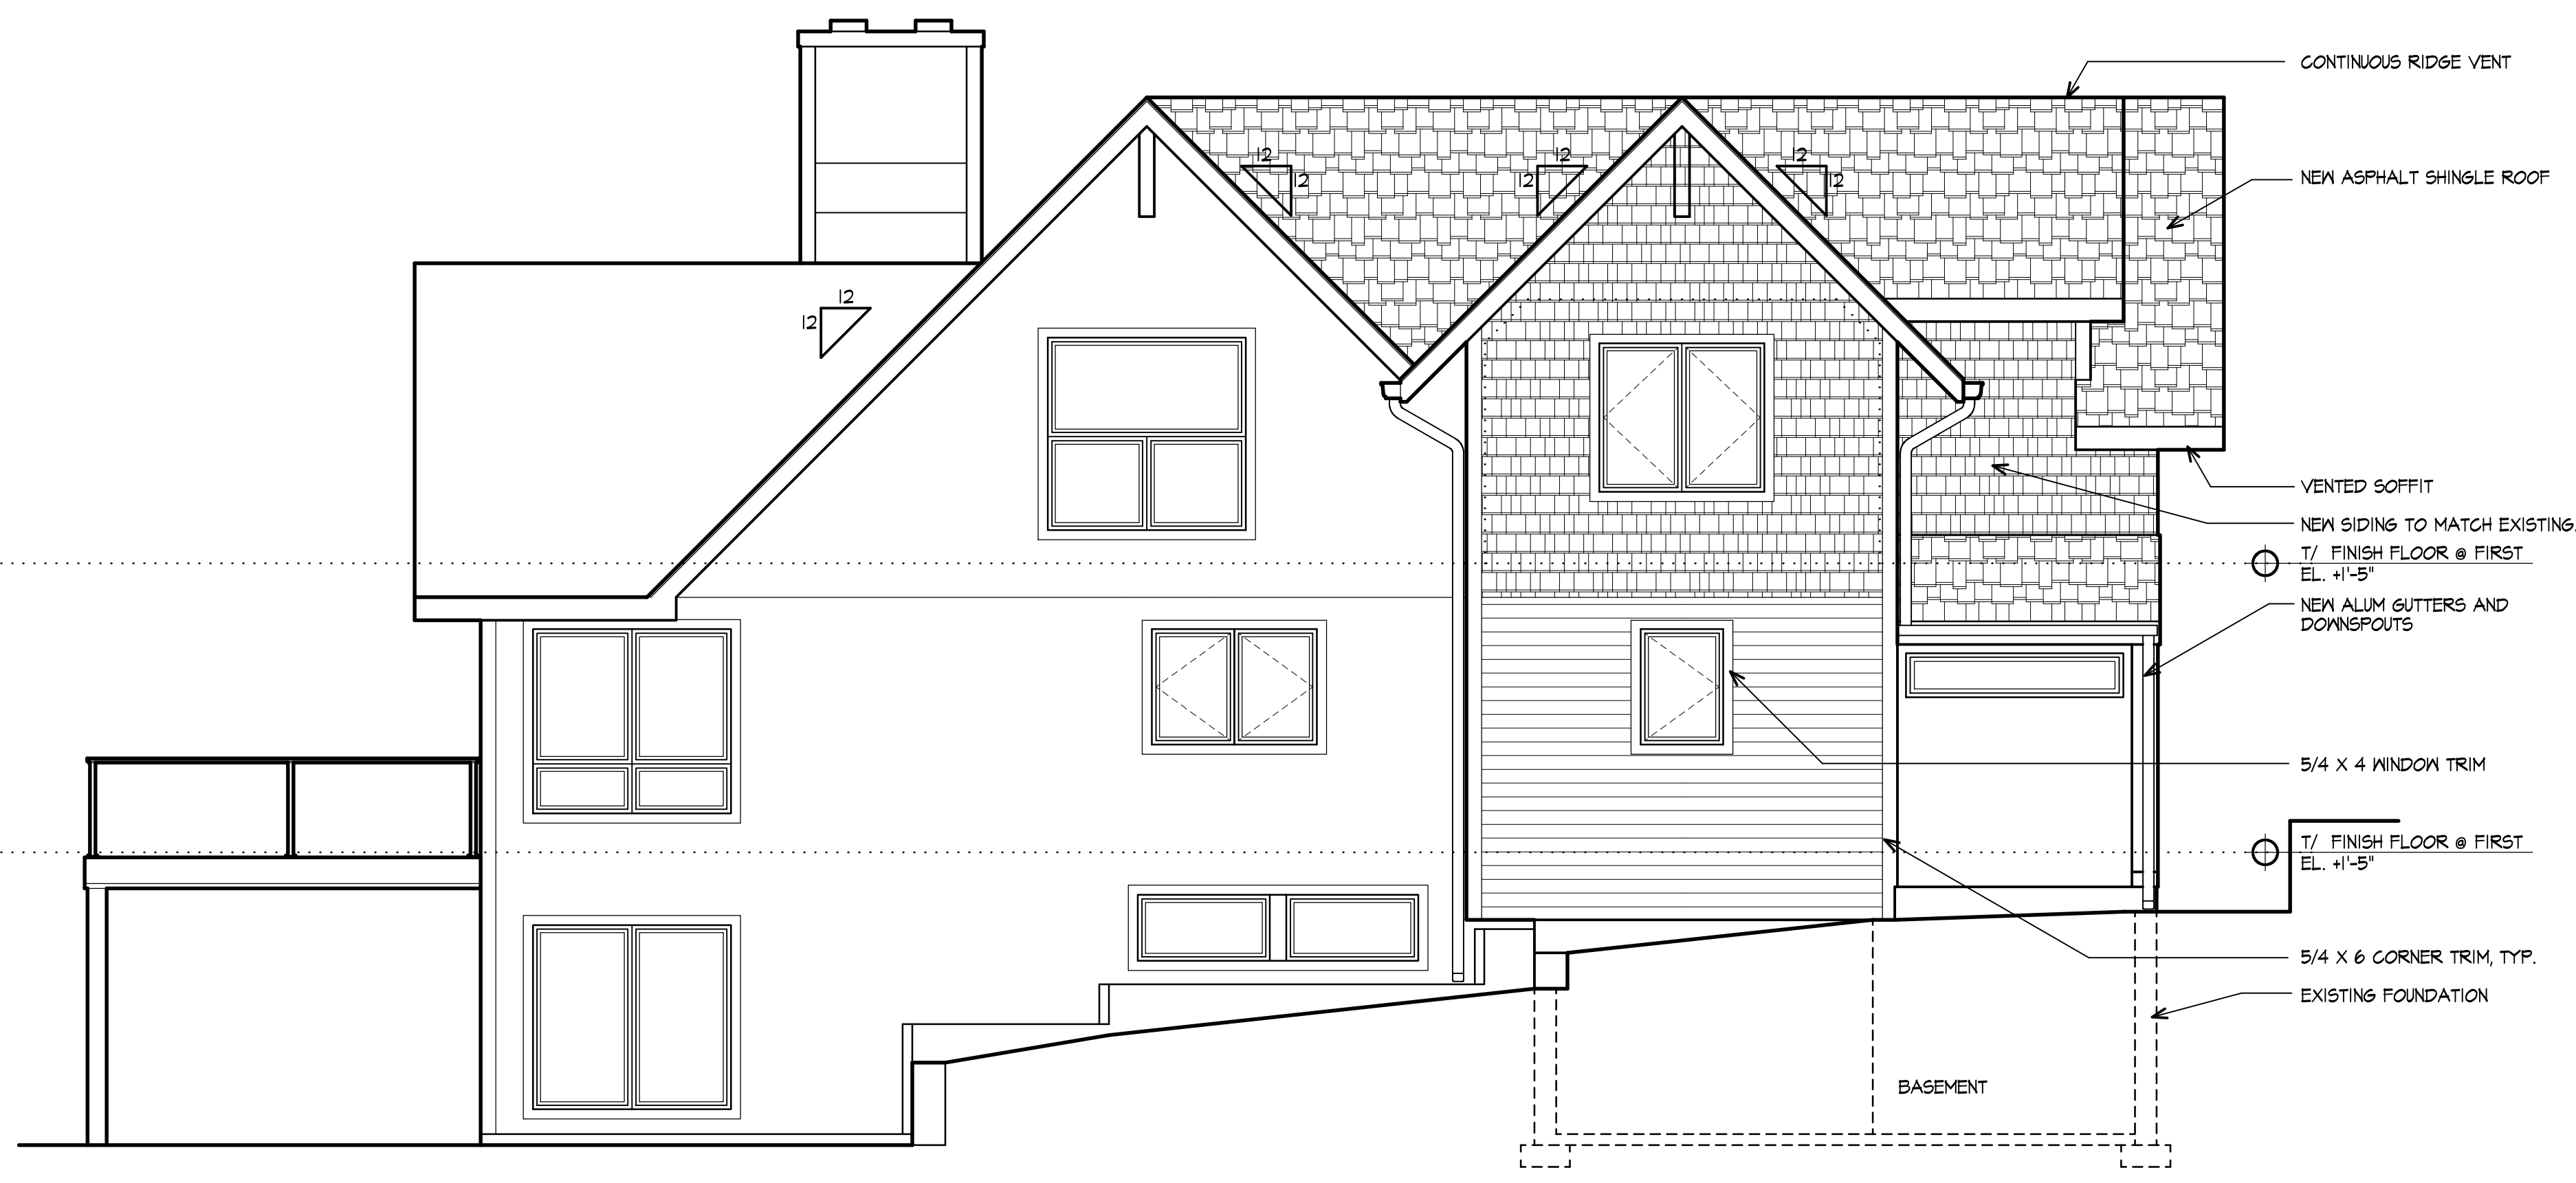 CONTINUOUS RIDGE VENT
12
12
12
12
12
12
NEW ASPHALT SHINGLE ROOF
12
12
VENTED SOFFIT
NEW SIDING TO MATCH EXISTING.
T/ FINISH FLOOR @ FIRST
EL. +1'-5"
NEW ALUM GUTTERS AND
DOWNSPOUTS
5/4 X 4 WINDOW TRIM
T/ FINISH FLOOR @ FIRST
EL. +1'-5"
5/4 X 6 CORNER TRIM, TYP.
EXISTING FOUNDATION
BASEMENT